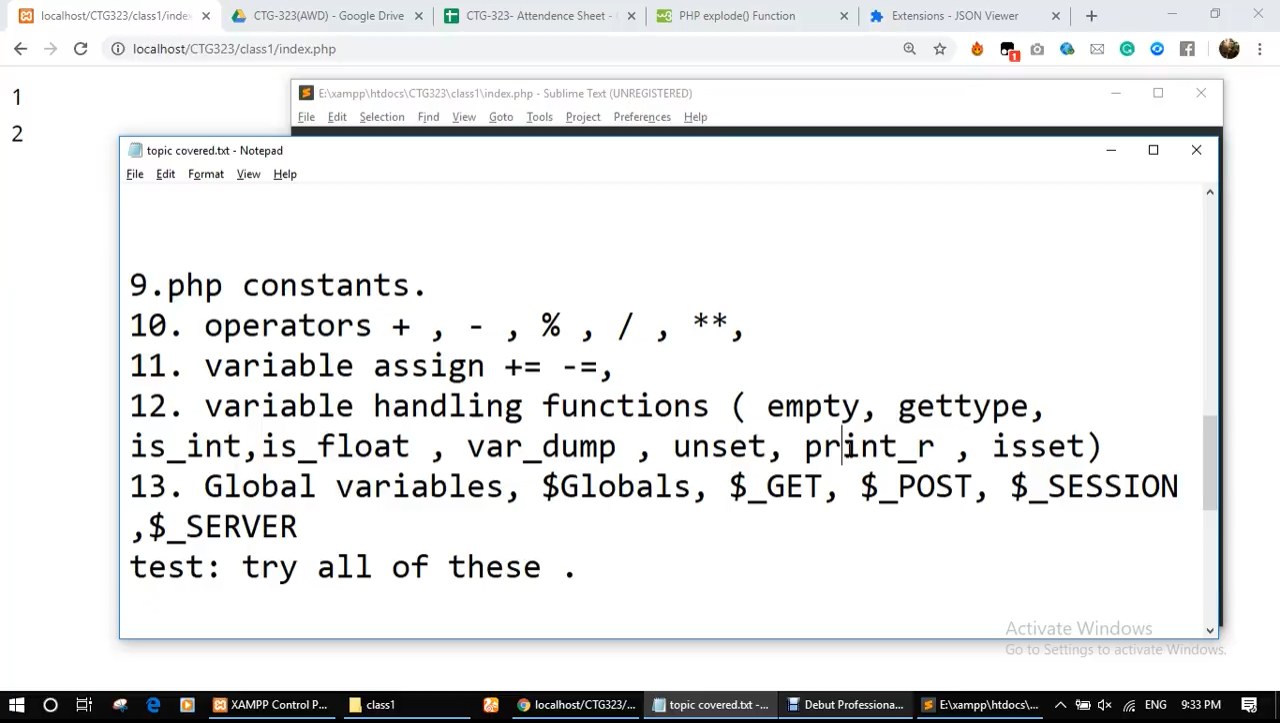 localhost/CTG323/class1/index
CTG-323(AWD) - Google Drive
CTG-323- Attendence Sheet -
PHP explode() Function
Extensions - JSON Viewer
localhost/CTG323/class1/index.php
1
1
2
E:\xampp\htdocs\CTG323\class1\index.php - Sublime Text (UNREGISTERED)
File Edit Selection Find View Goto Tools Project Preferences Help
topic covered.txt - Notepad
File Edit Format View Help
9.php constants.
10. operators + , - , % , / , **,
11. variable assign += -=,
12. variable handling functions ( empty, gettype,
is_int,is_float , var_dump , unset, print_r , isset)
13. Global variables, $Globals, $_GET, $_POST, $_SESSION
,$_SERVER
test: try all of these .
Activate Windows
Go to Settings to activate Windows.
XAMPP Control P...
class1
localhost/CTG323/...
topic covered.txt -...
Debut Professiona...
E:\xampp\htdocs...
ENG
9:33 PM